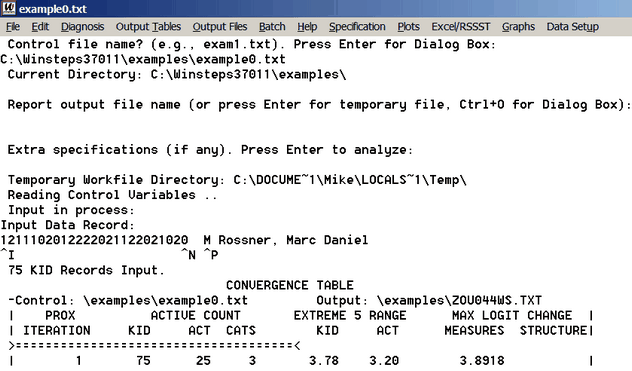 example0.txt
File Edit Diagnosis Output Tables Output Files Batch Help Specification Plots Excel/RSSST Graphs Data Setup
Control file name? (e.g., exam1.txt). Press Enter for Dialog Box:
C:\Winsteps37011\examples\example0.txt
Current Directory: C:\Winsteps37011\examples\
Report output file name (or press Enter for temporary file, Ctrl+O for Dialog Box):
Extra specifications (if any). Press Enter to analyze:
Temporary Workfile Directory: C:\DOCUME~1\Mike\LOCALS~1\Temp\
Reading Control Variables ..
Input in process:
Input Data Record:
1211102012222021122021020 M Rossner, Marc Daniel
^I ^N ^P
75 KID Records Input.
CONVERGENCE TABLE
-Control: \examples\example0.txt Output: \examples\ZOU044WS.TXT
| PROX ACTIVE COUNT EXTREME 5 RANGE MAX LOGIT CHANGE |
| ITERATION KID ACT CATS KID ACT MEASURES STRUCTURE|
>=======================================<
| 1 75 25 3 3.78 3.20 3.8918 |